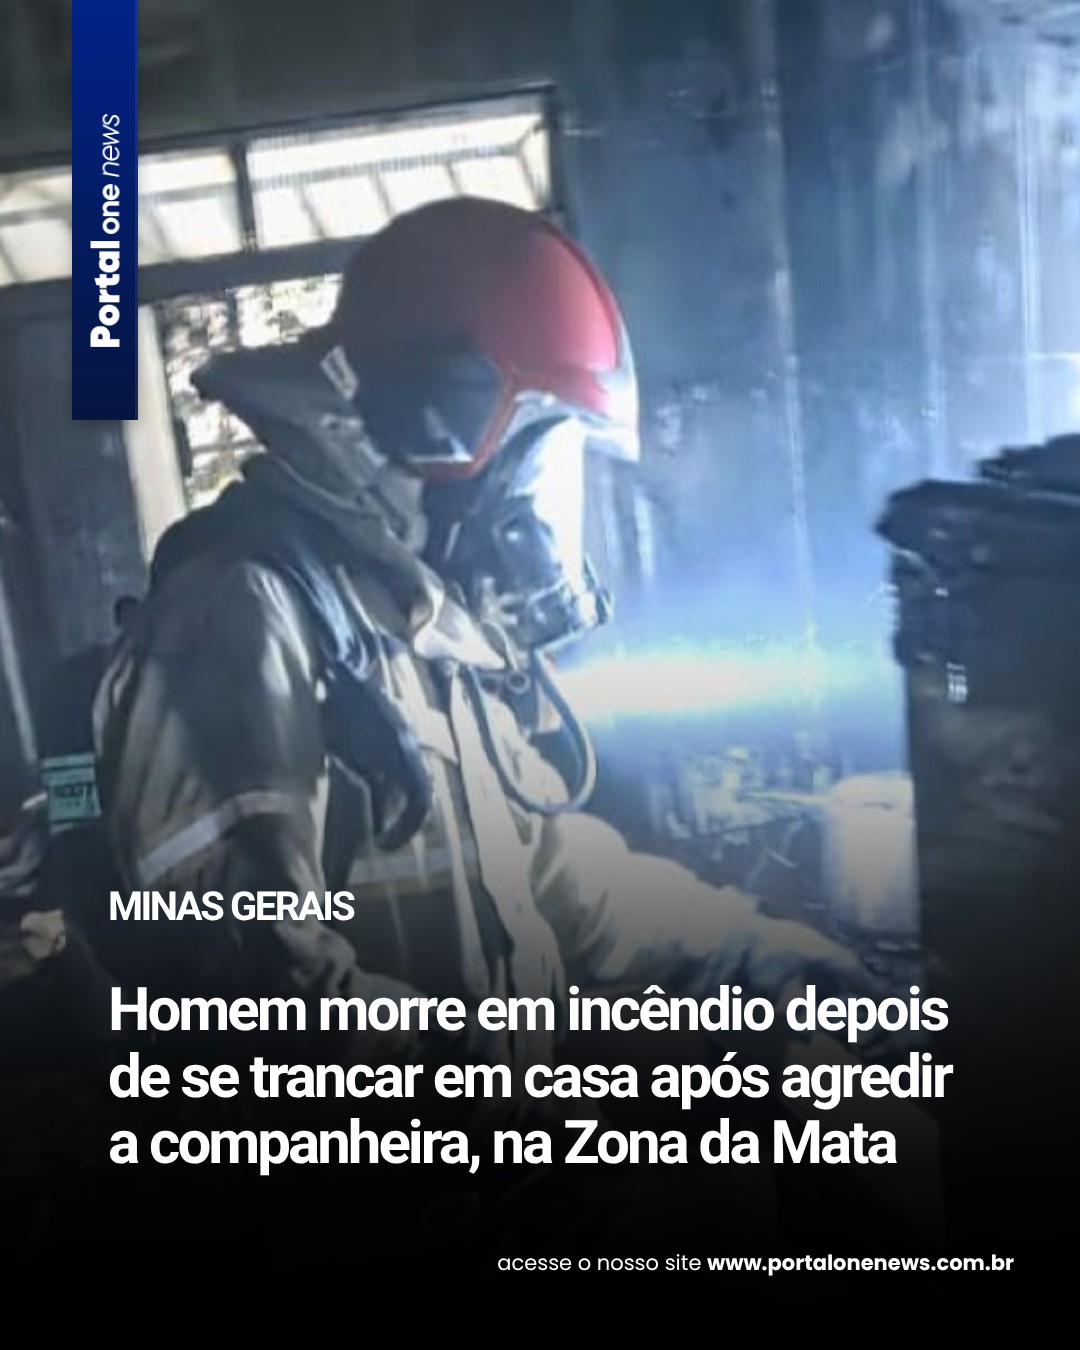 Portal one news
MINAS GERAIS
Homem morre em incêndio depois
de se trancar em casa após agredir
a companheira, na Zona da Mata
acesse o nosso site www.portalonenews.com.br